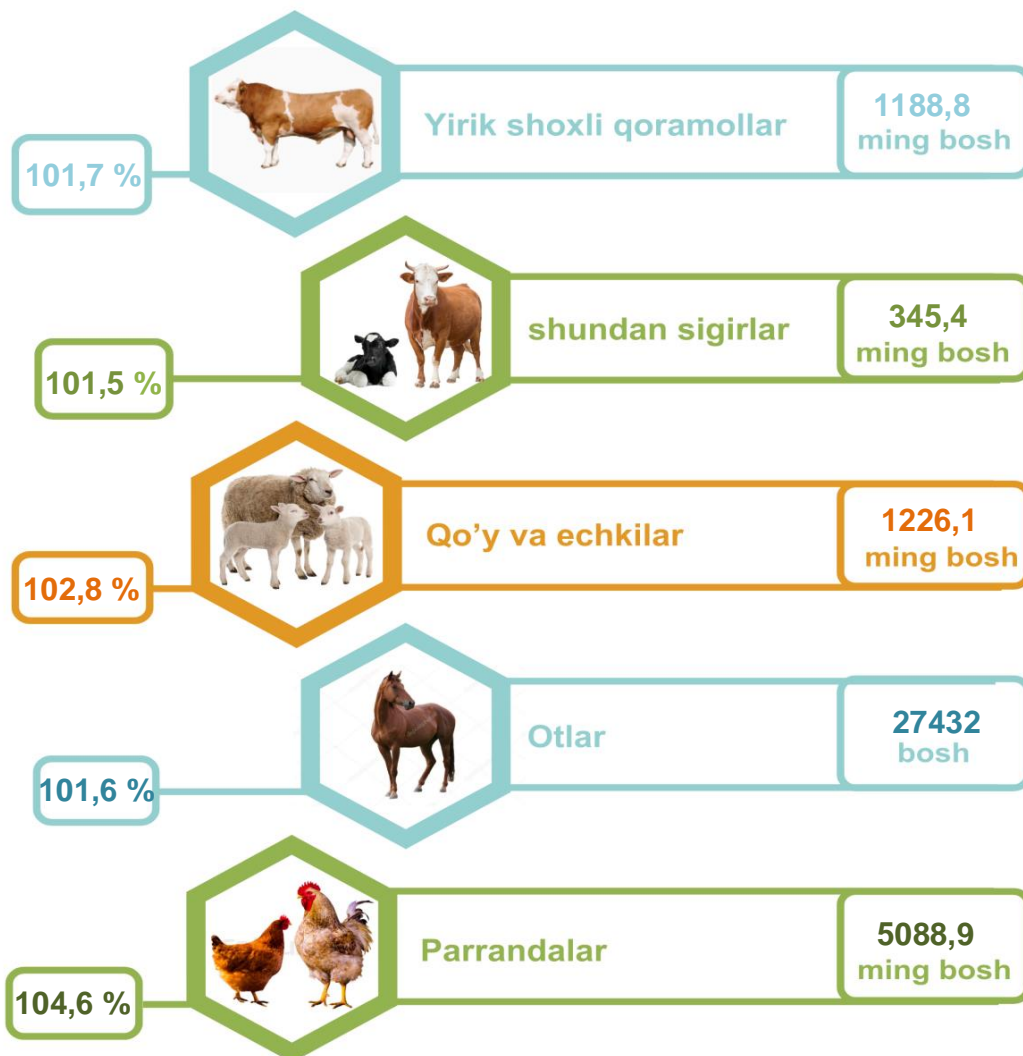 Yirik shoxli qoramollar
1188,8
ming bosh
101,7 %
shundan sigirlar
345,4
ming bosh
101,5 %
Qo’y va echkilar
1226,1
ming bosh
102,8 %
Otlar
27432
bosh
101,6 %
Parrandalar
5088,9
ming bosh
104,6 %